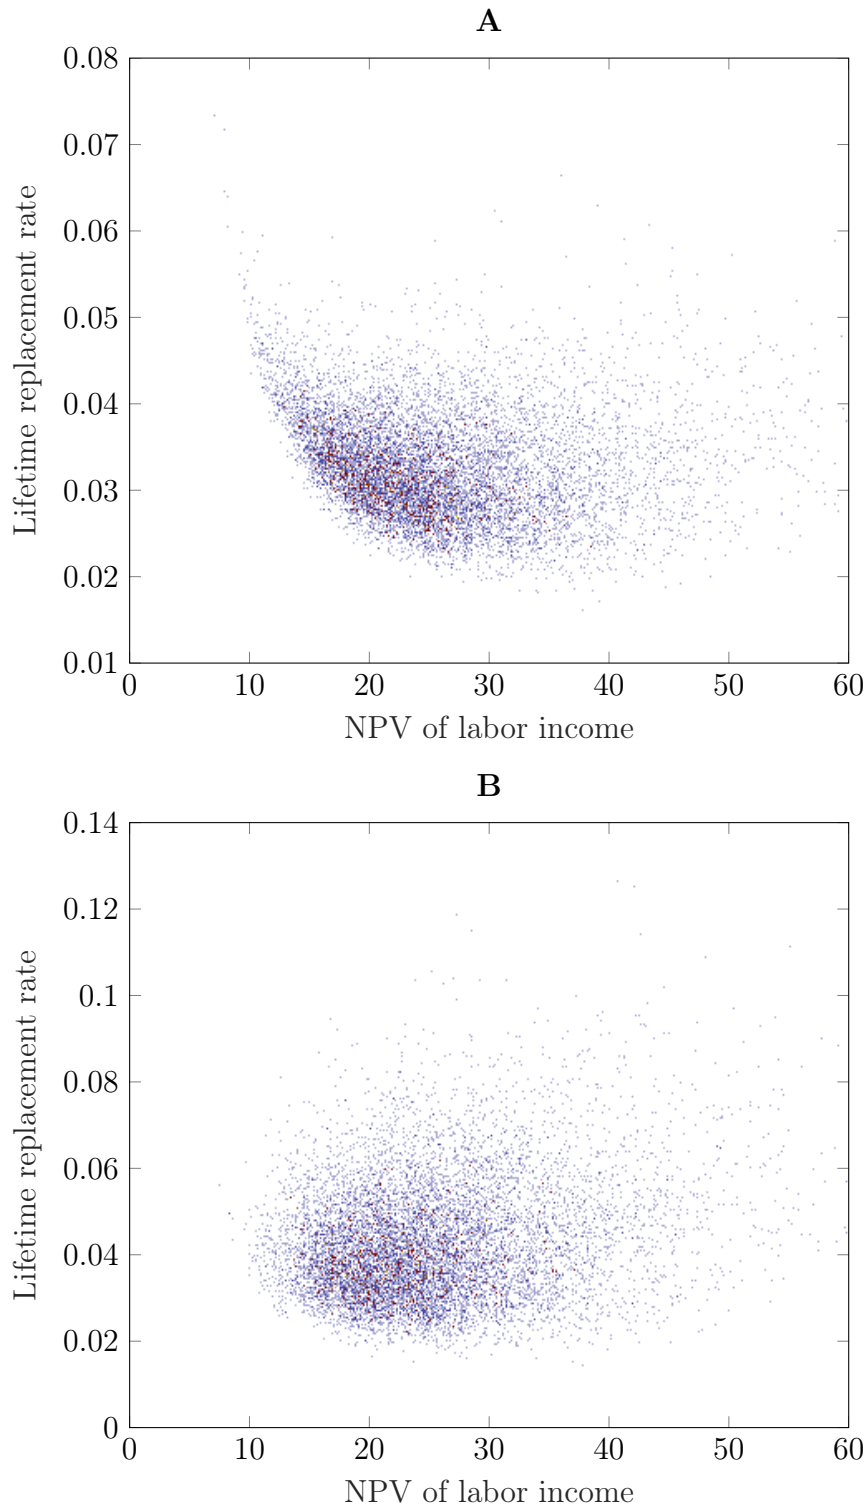 A
0.08
0.07
0.06
0.05
0.04
0.03
0.02
0.01
0 10 20 30 40 50 60
Lifetime replacement rate
NPV of labor income
B
0.14
0.12
0.1
0.08
0.06
0.04
0.02
0
0 10 20 30 40 50 60
Lifetime replacement rate
NPV of labor income